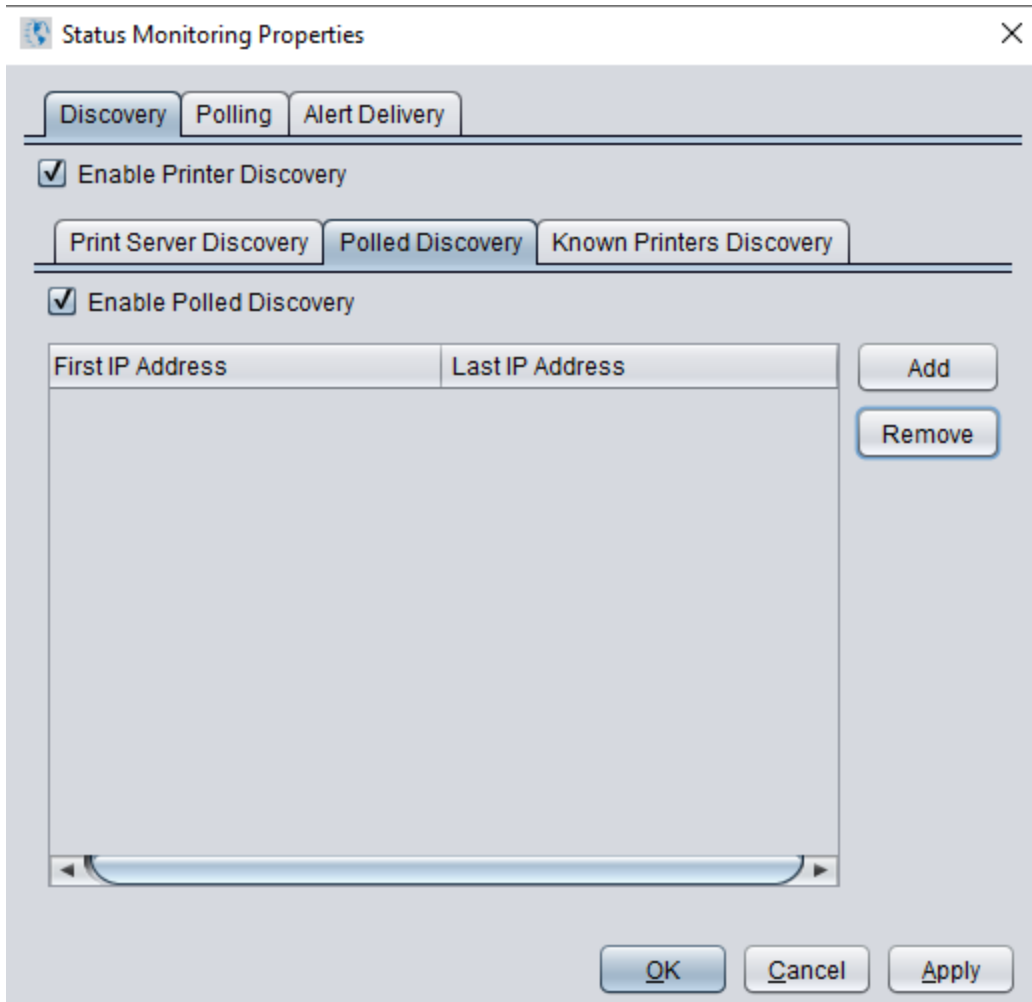 Status Monitoring Properties
Discovery Polling Alert Delivery
Enable Printer Discovery
Print Server Discovery Polled Discovery Known Printers Discovery
Enable Polled Discovery
First IP Address Last IP Address Add
Remove
OK Cancel Apply